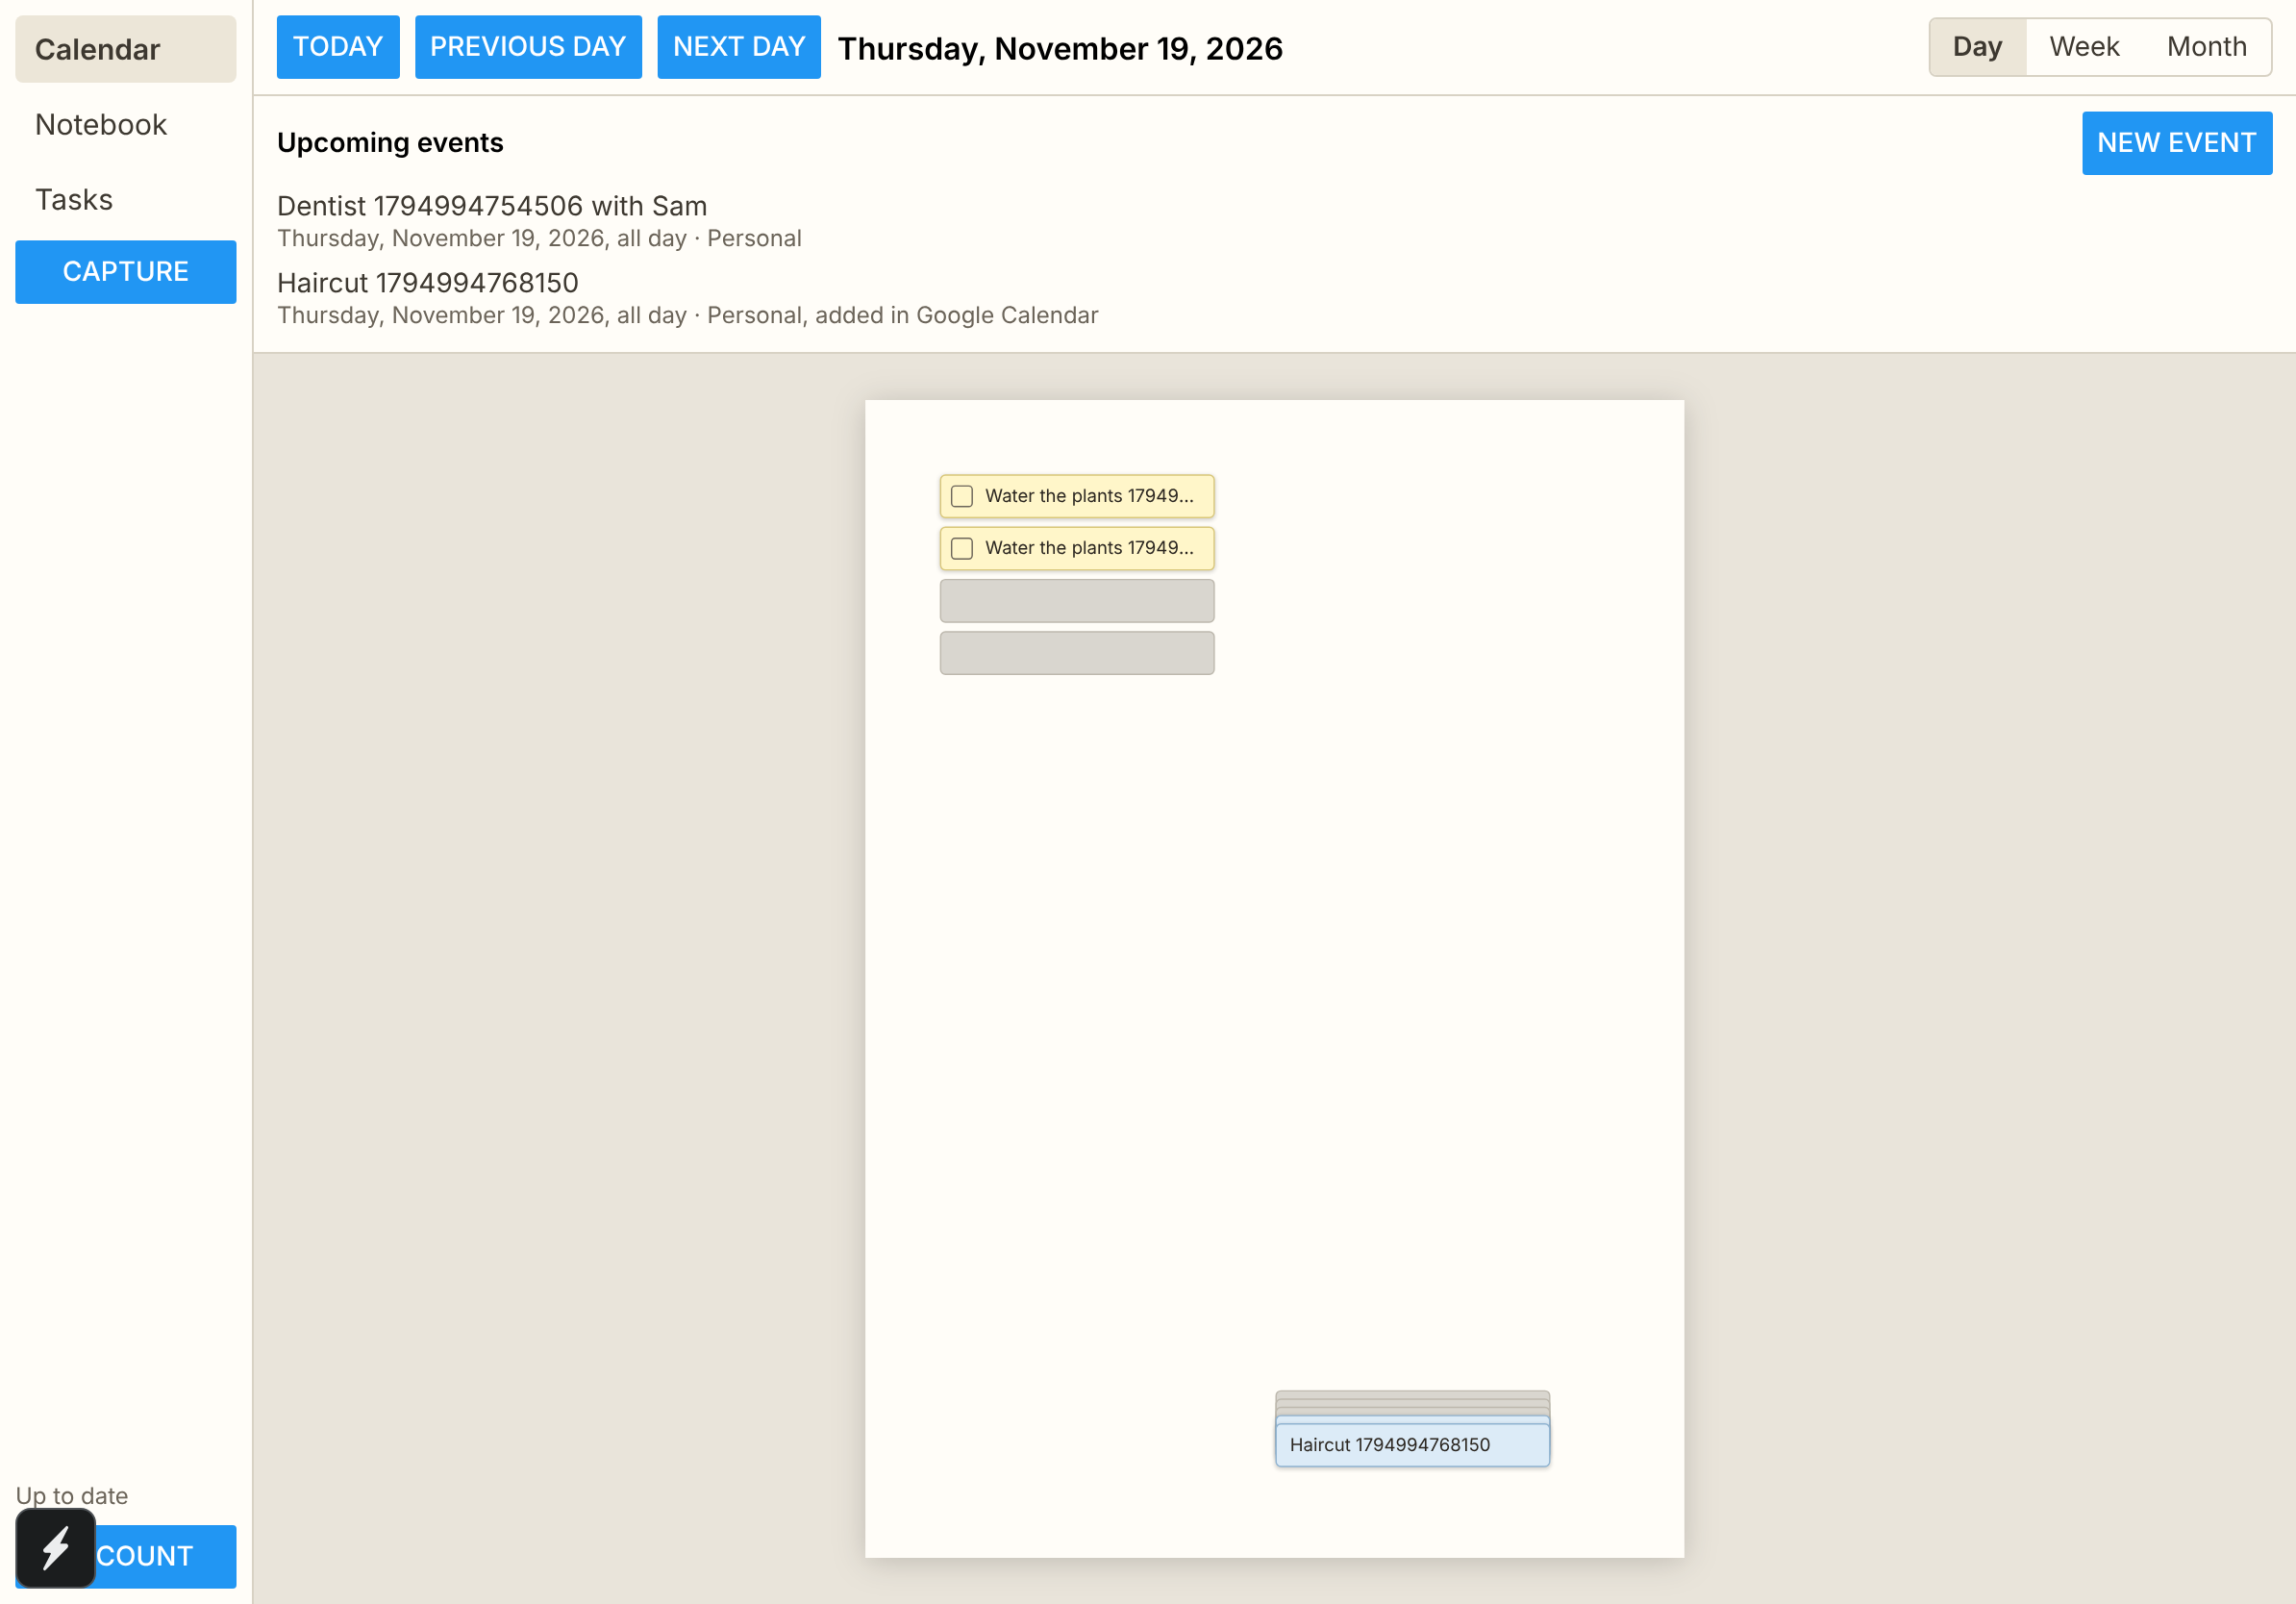 Calendar
Notebook
Tasks
CAPTURE
TODAY
PREVIOUS DAY
NEXT DAY
Thursday, November 19, 2026
Day
Week
Month
Upcoming events
NEW EVENT
Dentist 1794994754506 with Sam
Thursday, November 19, 2026, all day · Personal
Haircut 1794994768150
Thursday, November 19, 2026, all day · Personal, added in Google Calendar
Water the plants 17949...
Water the plants 17949...
Haircut 1794994768150
Up to date
COUNT